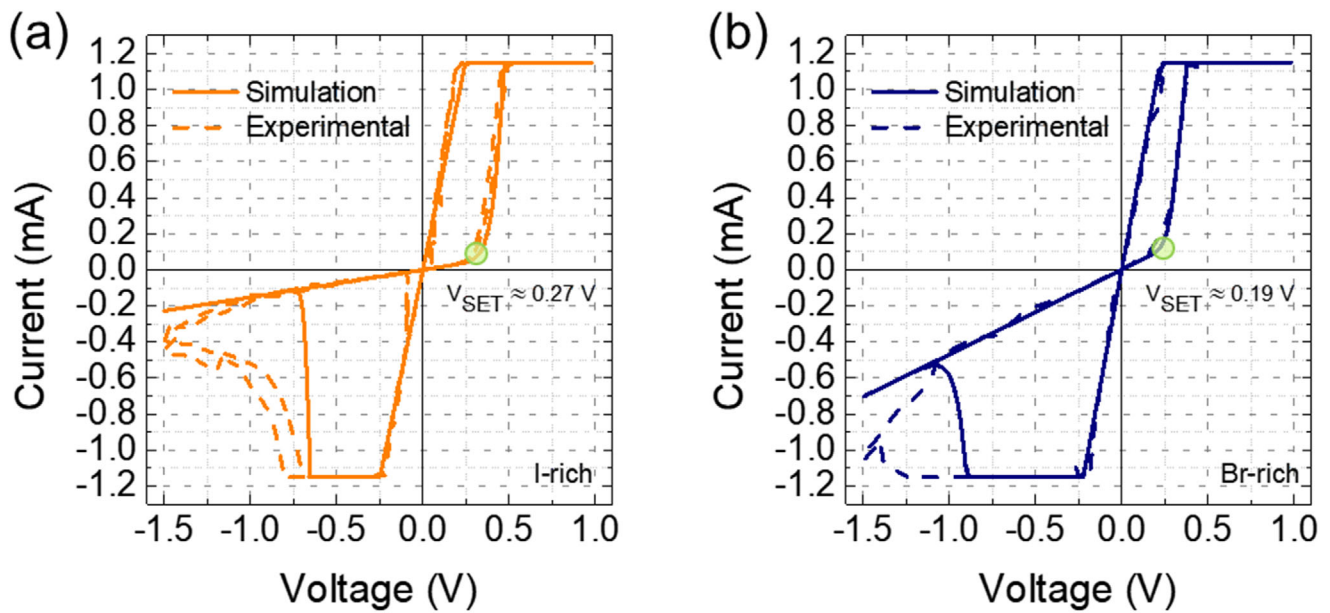 (a)
1.2
1.0
0.8
0.6
0.4
0.2
0.0
-0.2
-0.4
-0.6
-0.8
-1.0
-1.2
Current (mA)
Simulation
Experimental
V_SET ≈ 0.27 V
I-rich
-1.5 -1.0 -0.5 0.0 0.5 1.0
Voltage (V)
(b)
1.2
1.0
0.8
0.6
0.4
0.2
0.0
-0.2
-0.4
-0.6
-0.8
-1.0
-1.2
Current (mA)
Simulation
Experimental
V_SET ≈ 0.19 V
Br-rich
-1.5 -1.0 -0.5 0.0 0.5 1.0
Voltage (V)